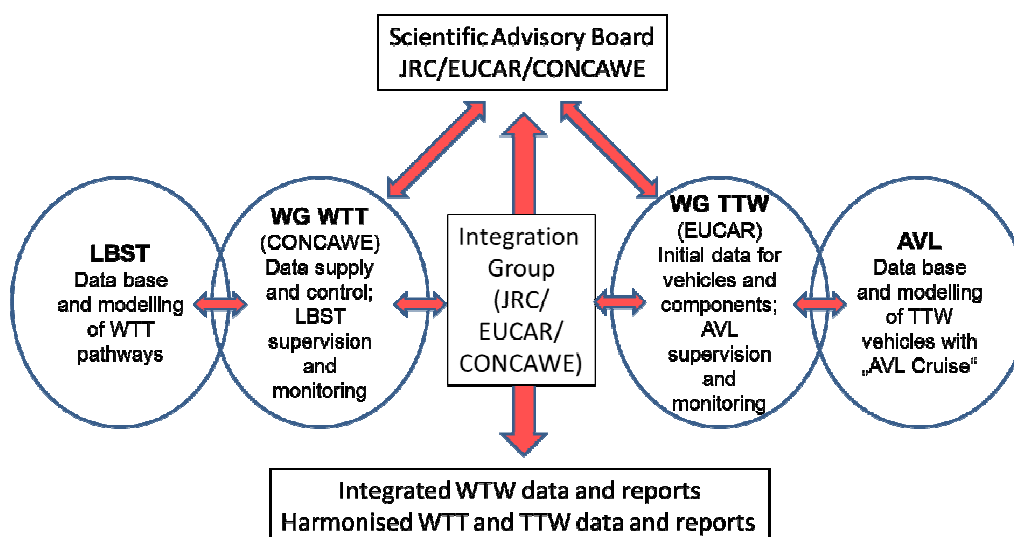 Scientific Advisory Board
JRC/EUCAR/CONCAWE
LBST
Data base
and modelling
of WTT
pathways
WG WTT
(CONCAWE)
Data supply
and control;
LBST
supervision
and
monitoring
Integration
Group
(JRC/
EUCAR/
CONCAWE)
WG TTW
(EUCAR)
Initial data for
vehicles and
components;
AVL
supervision
and
monitoring
AVL
Data base
and modelling
of TTW
vehicles with
„AVL Cruise“
Integrated WTW data and reports
Harmonised WTT and TTW data and reports